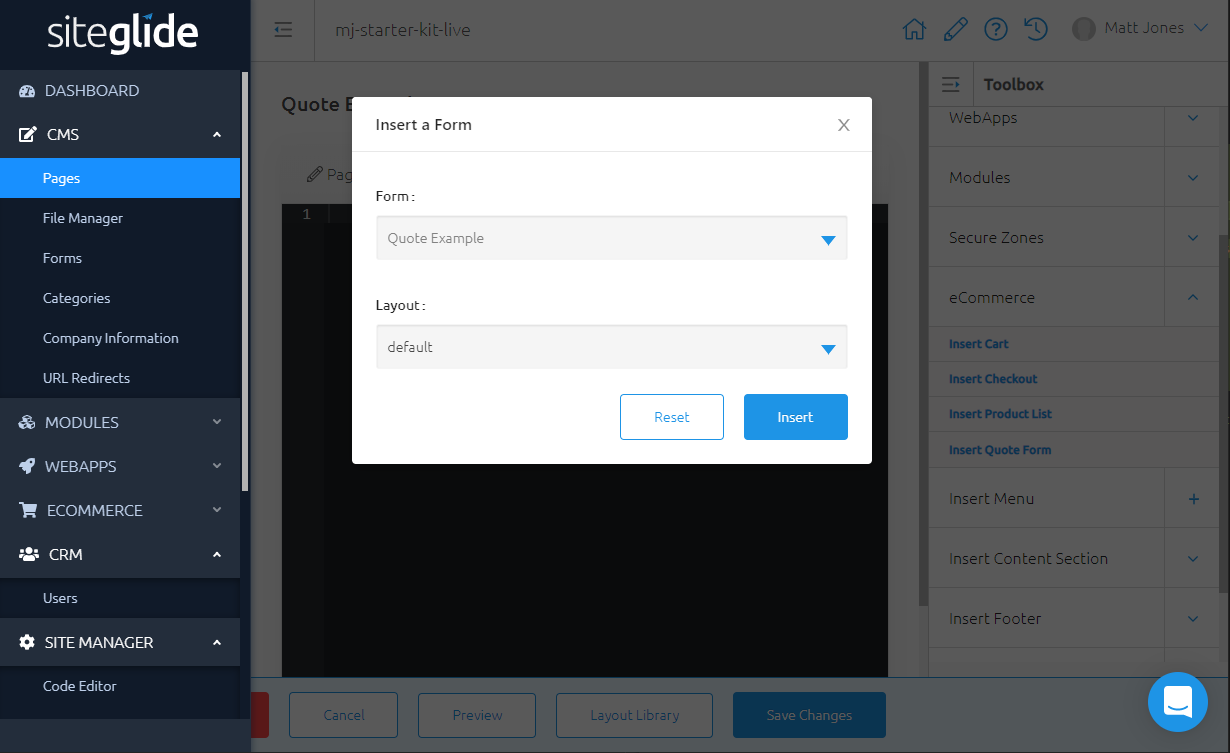 siteglide
mj-starter-kit-live
Matt Jones
DASHBOARD
CMS
Pages
File Manager
Forms
Categories
Company Information
URL Redirects
MODULES
WEBAPPS
ECOMMERCE
CRM
Users
SITE MANAGER
Code Editor
Quote E
Pag
1
Insert a Form
Form :
Quote Example
Layout :
default
Reset
Insert
Toolbox
WebApps
Modules
Secure Zones
eCommerce
Insert Cart
Insert Checkout
Insert Product List
Insert Quote Form
Insert Menu
Insert Content Section
Insert Footer
Cancel
Preview
Layout Library
Save Changes